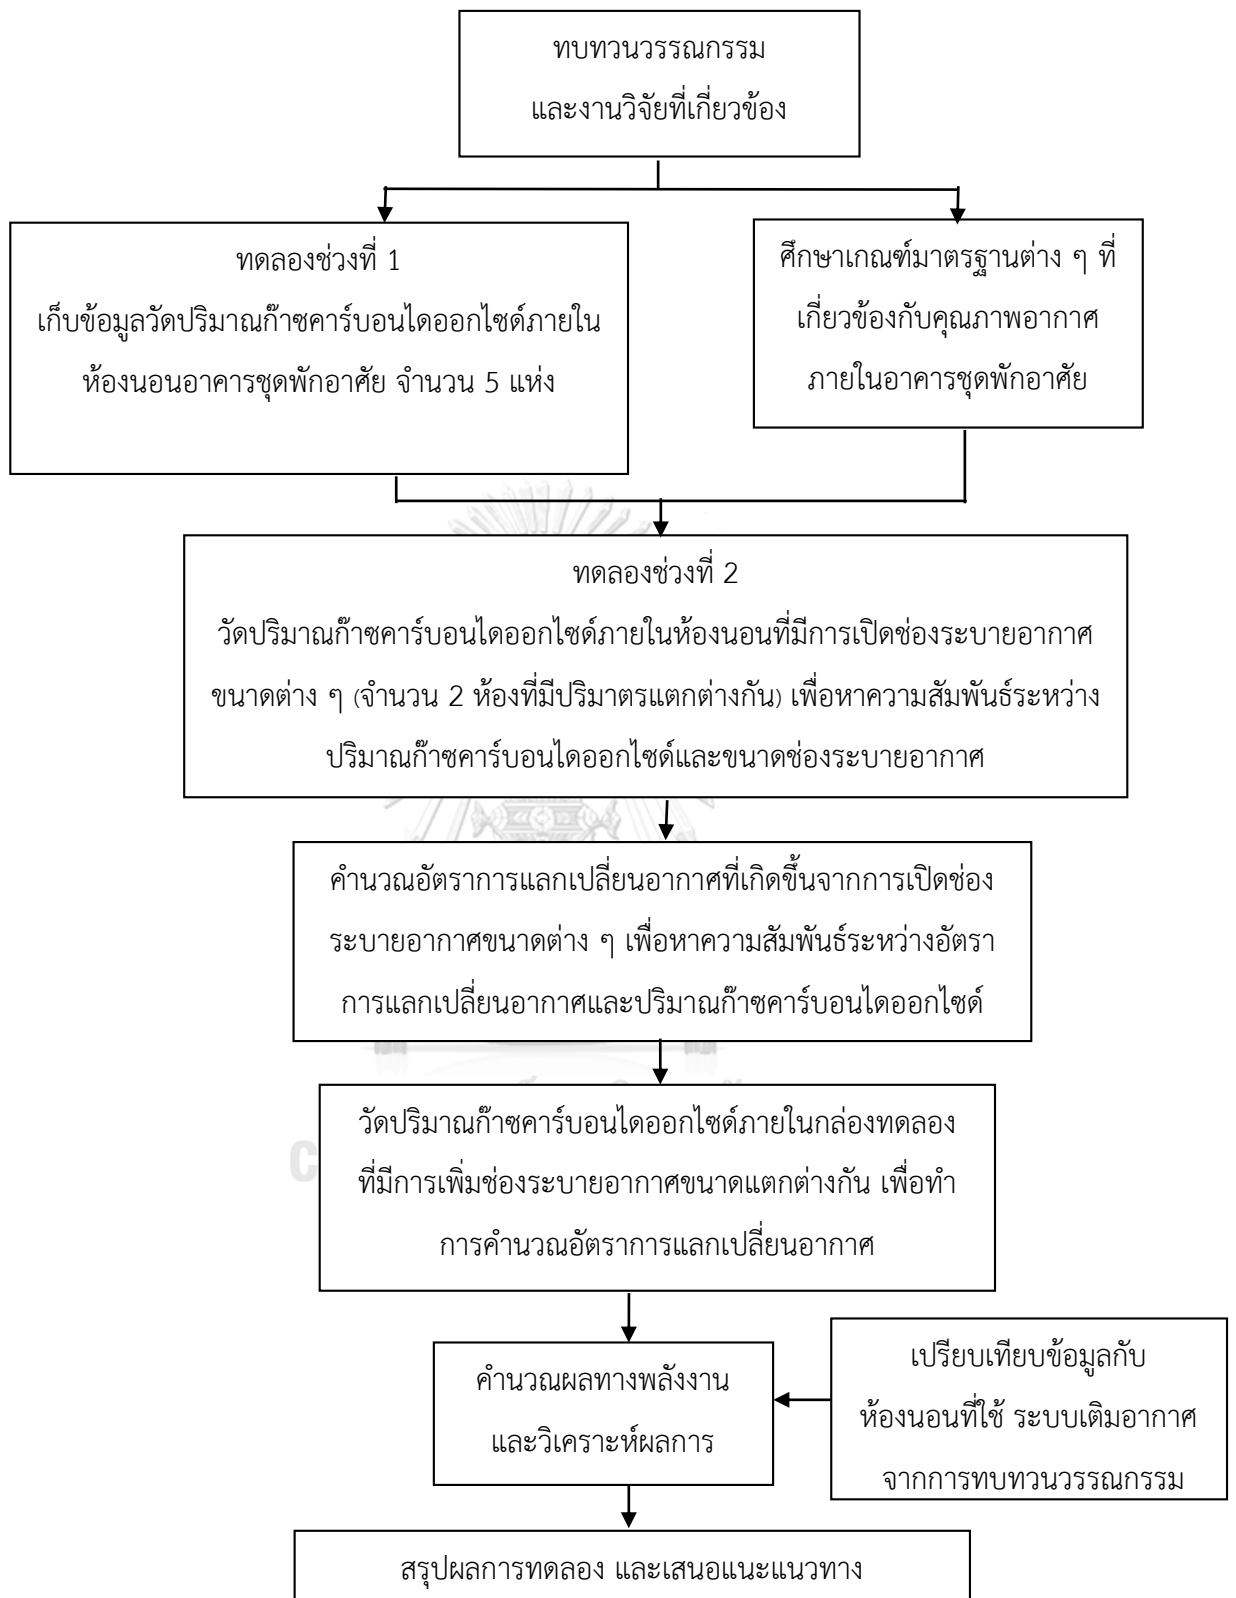 ทบทวนวรรณกรรม
และงานวิจัยที่เกี่ยวข้อง
ทดลองช่วงที่ 1
เก็บข้อมูลวัดปริมาณก๊าซคาร์บอนไดออกไซด์ภายใน
ห้องนอนอาคารชุดพักอาศัย จำนวน 5 แห่ง
ศึกษาเกณฑ์มาตรฐานต่าง ๆ ที่
เกี่ยวข้องกับคุณภาพอากาศ
ภายในอาคารชุดพักอาศัย
ทดลองช่วงที่ 2
วัดปริมาณก๊าซคาร์บอนไดออกไซด์ภายในห้องนอนที่มีการเปิดช่องระบายอากาศ
ขนาดต่าง ๆ (จำนวน 2 ห้องที่มีปริมาตรแตกต่างกัน) เพื่อหาความสัมพันธ์ระหว่าง
ปริมาณก๊าซคาร์บอนไดออกไซด์และขนาดช่องระบายอากาศ
คำนวณอัตราการแลกเปลี่ยนอากาศที่เกิดขึ้นจากการเปิดช่อง
ระบายอากาศขนาดต่าง ๆ เพื่อหาความสัมพันธ์ระหว่างอัตรา
การแลกเปลี่ยนอากาศและปริมาณก๊าซคาร์บอนไดออกไซด์
วัดปริมาณก๊าซคาร์บอนไดออกไซด์ภายในกล่องทดลอง
ที่มีการเพิ่มช่องระบายอากาศขนาดแตกต่างกัน เพื่อทำ
การคำนวณอัตราการแลกเปลี่ยนอากาศ
คำนวณผลทางพลังงาน
และวิเคราะห์ผลการ
เปรียบเทียบข้อมูลกับ
ห้องนอนที่ใช้ ระบบเติมอากาศ
จากการทบทวนวรรณกรรม
สรุปผลการทดลอง และเสนอแนะแนวทาง